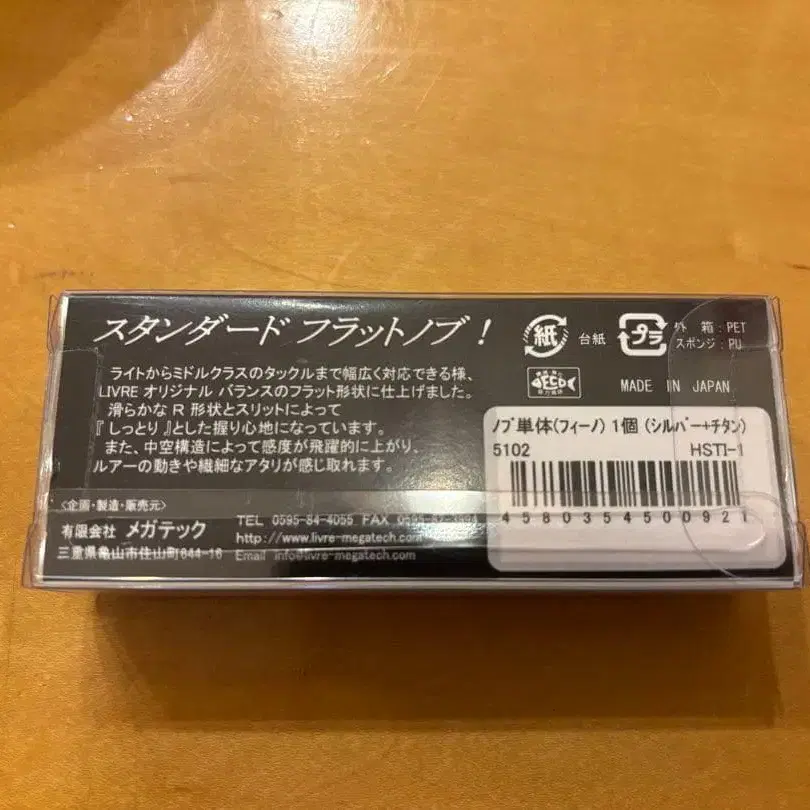 スタンダード フラットノブ！
紙 台紙 プラ 外 箱：PET
スポンジ：PU
ECO
MADE IN JAPAN
ライトからミドルクラスのタックルまで幅広く対応できる様、
LIVRE オリジナル バランスのフラット形状に仕上げました。
滑らかな R 形状とスリットによって
『 しっとり 』とした握り心地になっています。
また、中空構造によって感度が飛躍的に上がり、
ルアーの動きや繊細なアタリが感じ取れます。
ノブ単体(フィーノ) 1個 (シルバー+チタン)
5102 HSTI-1
4580354500921
<企画・製造・販売元>
有限会社 メガテック
三重県亀山市住山町644-16
TEL 0595-84-4055 FAX
http://www.livre-megatech.com
Email info@livre-megatech.com